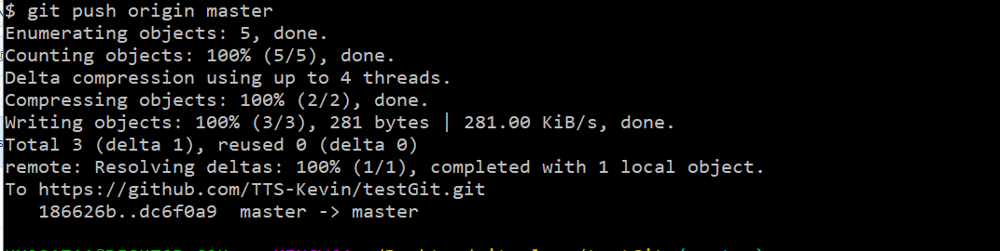 $ git push origin master
Enumerating objects: 5, done.
Counting objects: 100% (5/5), done.
Delta compression using up to 4 threads.
Compressing objects: 100% (2/2), done.
Writing objects: 100% (3/3), 281 bytes | 281.00 KiB/s, done.
Total 3 (delta 1), reused 0 (delta 0)
remote: Resolving deltas: 100% (1/1), completed with 1 local object.
To https://github.com/TTS-Kevin/testGit.git
186626b..dc6f0a9 master -> master